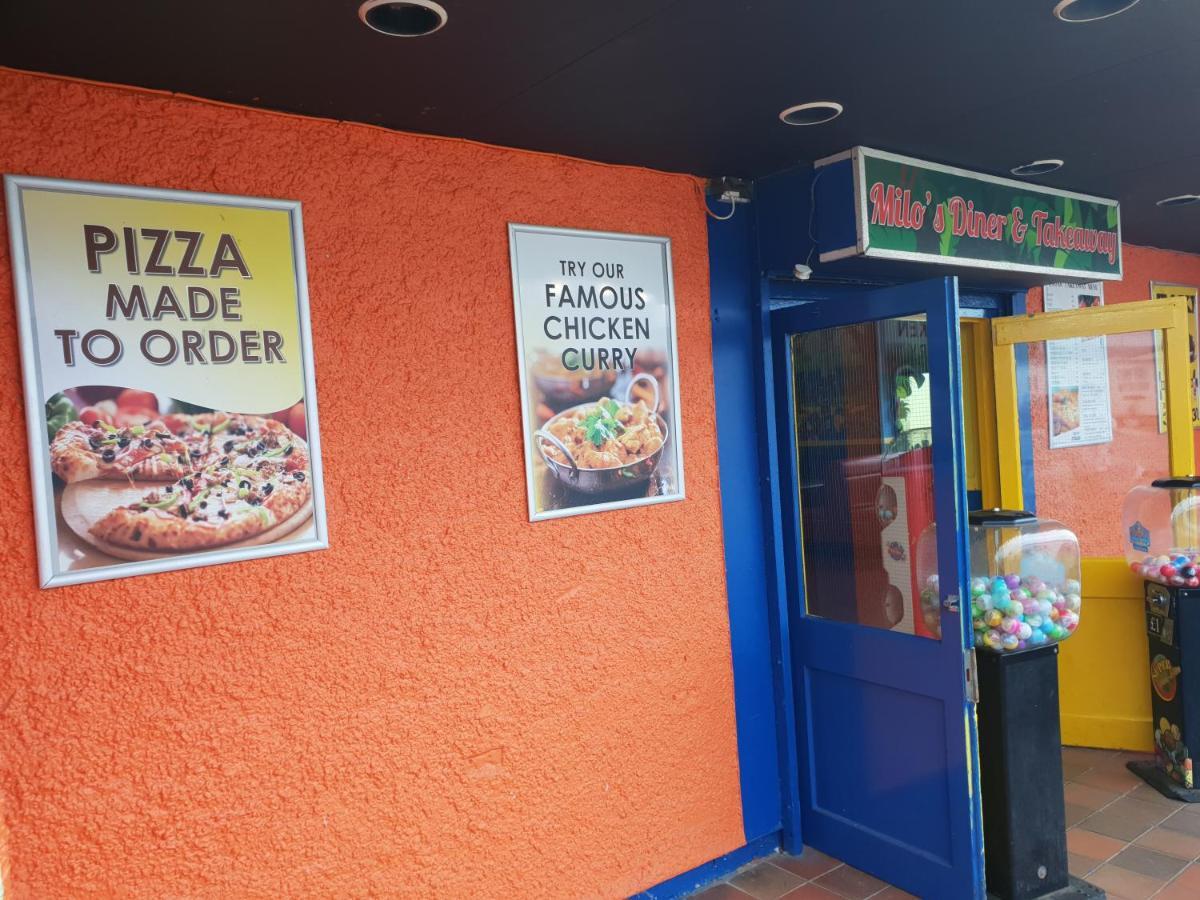 PIZZA
MADE
TO ORDER
TRY OUR
FAMOUS
CHICKEN
CURRY
Milo's Diner & Takeaway
£1